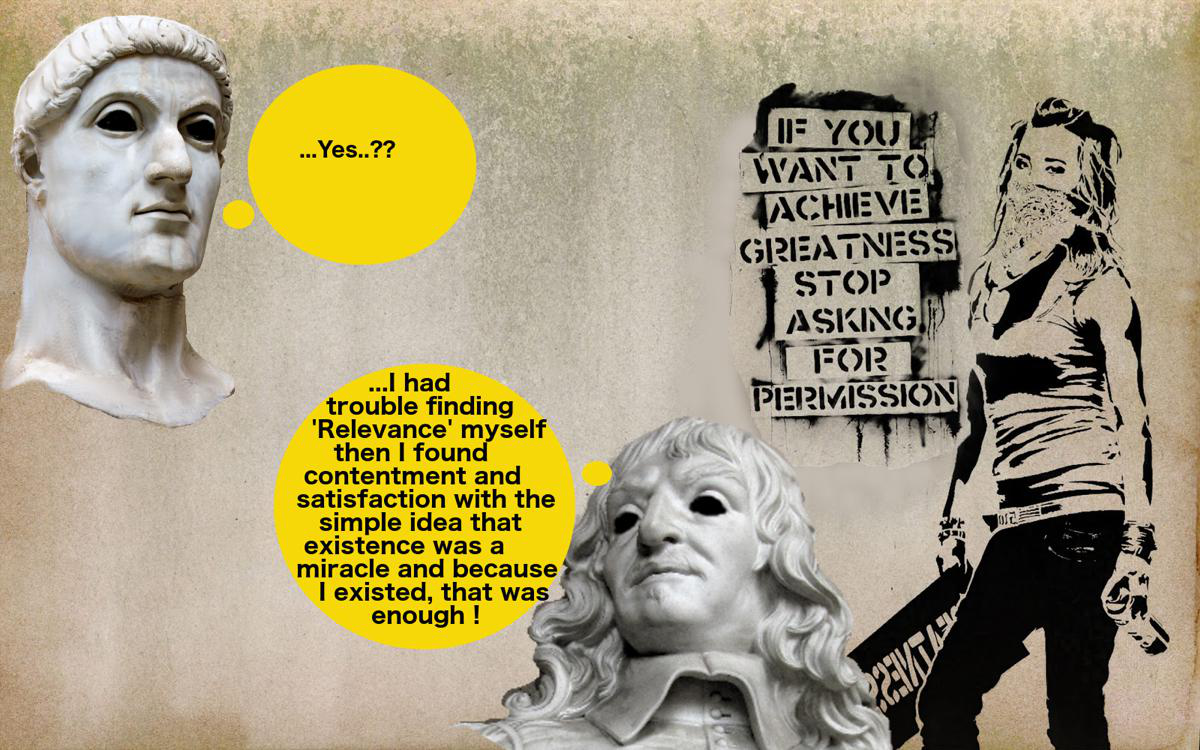 ...Yes..??
IF YOU
WANT TO
ACHIEVE
GREATNESS
STOP
ASKING
FOR
PERMISSION
...I had
trouble finding
'Relevance' myself
then I found
contentment and
satisfaction with the
simple idea that
existence was a
miracle and because
I existed, that was
enough !